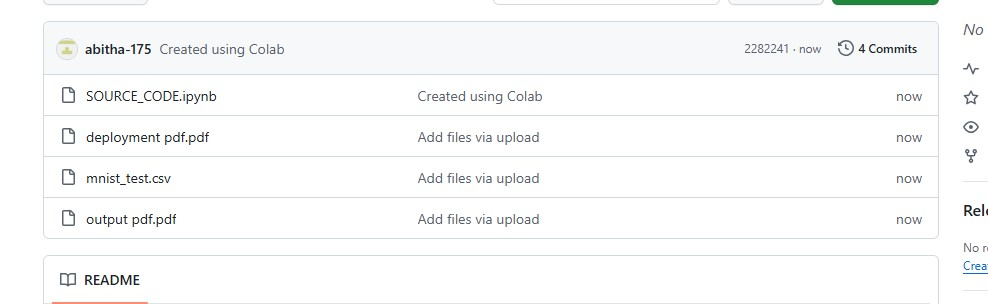 abitha-175 Created using Colab 2282241 · now 4 Commits
SOURCE_CODE.ipynb Created using Colab now
deployment pdf.pdf Add files via upload now
mnist_test.csv Add files via upload now
output pdf.pdf Add files via upload now
README
No
Rel
No r
Crea